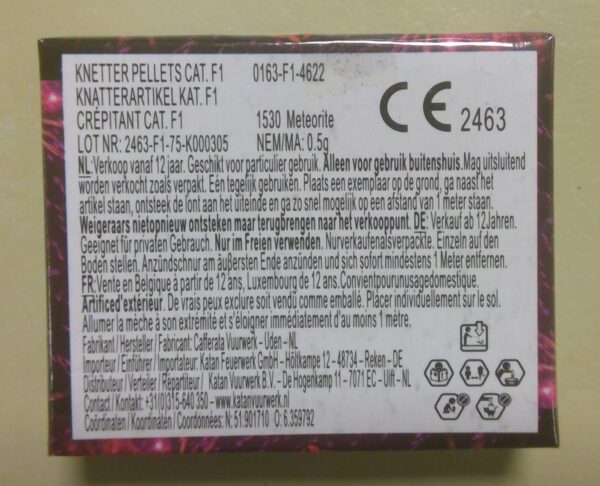 KNETTER PELLETS CAT. F1 0163-F1-4622
KNATTERARTIKEL KAT. F1
CRÉPITANT CAT. F1 1530 Meteorite
LOT NR: 2463-F1-75-K000305 NEM/MA: 0.5g
CE 2463
NL:Verkoop vanaf 12 jaar. Geschikt voor particulier gebruik. Alleen voor gebruik buitenshuis.Mag uitsluitend
worden verkocht zoals verpakt. Eén tegelijk gebruiken. Plaats een exemplaar op de grond, ga naast het
artikel staan, ontsteek de lont aan het uiteinde en ga zo snel mogelijk op een afstand van 1 meter staan.
Weigeraars nietopnieuw ontsteken maar terugbrengen naar het verkooppunt. DE: Verkauf ab 12Jahren.
Geeignet für privaten Gebrauch. Nur im Freien verwenden. Nurverkaufenalsverpackte. Einzeln auf den
Boden stellen. Anzündschnur am äußersten Ende anzünden und sich sofort mindestens 1 Meter entfernen.
FR:Vente en Belgique à partir de 12 ans, Luxembourg de 12 ans.Conventpourunusagedomestique.
Artificed'extérieur. De vrais peux exclure soit vendu comme emballé. Placer individuellement sur le sol.
Allumer la mèche à son extrémité et s'éloigner immédiatement d'au moins 1 mètre.
Fabrikant / Hersteller / Fabricant: Cafferata Vuurwerk - Uden - NL
Importeur / Einführer / Importateur: Katan Feuerwerk GmbH - Höltkampe 12 - 48734 - Reken - DE
Distributeur / Verteiler / Répartiteur / Katan Vuurwerk B.V. - De Hogenkamp 11 - 7071 EC - Ulft - NL
Contact / Kontakt: +31(0)315-640 350 - www.katanvuurwerk.nl
Coördinaten / Koordinaten / Coordonnées: N: 51.901710 O: 6.359792